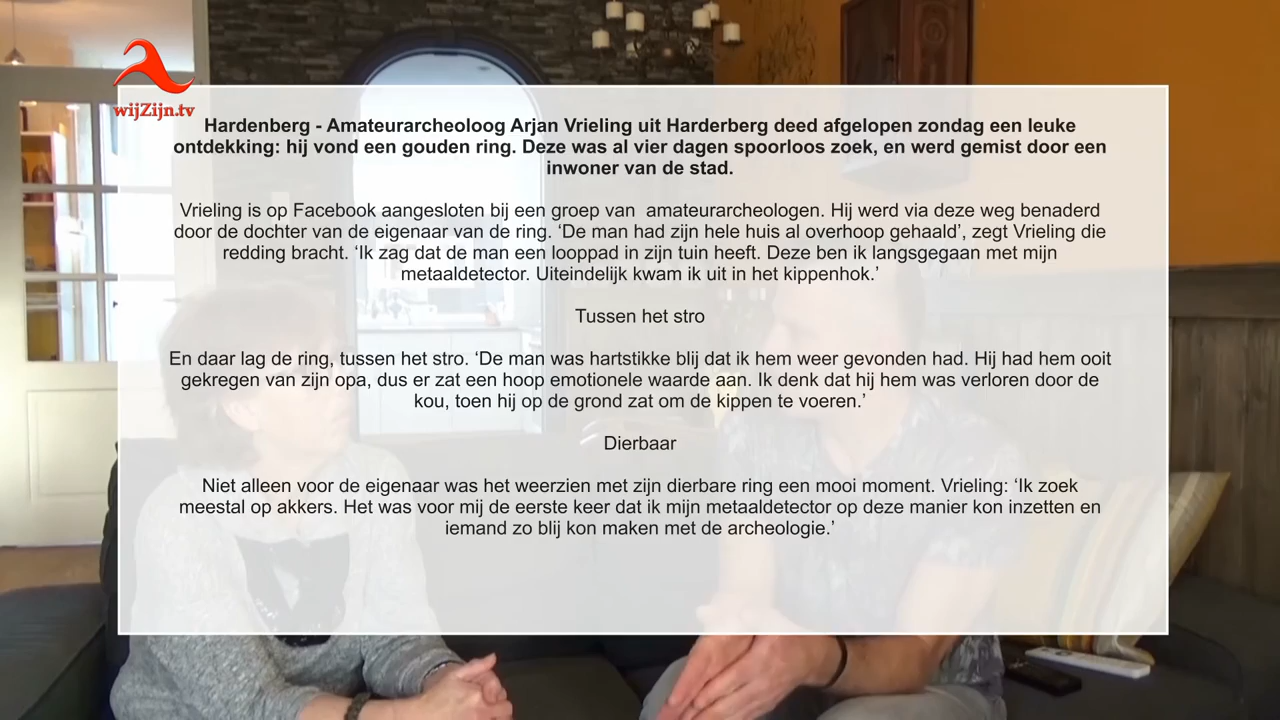 wijZijn.tv
Hardenberg - Amateurarcheoloog Arjan Vrieling uit Harderberg deed afgelopen zondag een leuke
ontdekking: hij vond een gouden ring. Deze was al vier dagen spoorloos zoek, en werd gemist door een
inwoner van de stad.
Vrieling is op Facebook aangesloten bij een groep van  amateurarcheologen. Hij werd via deze weg benaderd
door de dochter van de eigenaar van de ring. ‘De man had zijn hele huis al overhoop gehaald’, zegt Vrieling die
redding bracht. ‘Ik zag dat de man een looppad in zijn tuin heeft. Deze ben ik langsgegaan met mijn
metaaldetector. Uiteindelijk kwam ik uit in het kippenhok.’
Tussen het stro
En daar lag de ring, tussen het stro. ‘De man was hartstikke blij dat ik hem weer gevonden had. Hij had hem ooit
gekregen van zijn opa, dus er zat een hoop emotionele waarde aan. Ik denk dat hij hem was verloren door de
kou, toen hij op de grond zat om de kippen te voeren.’
Dierbaar
Niet alleen voor de eigenaar was het weerzien met zijn dierbare ring een mooi moment. Vrieling: ‘Ik zoek
meestal op akkers. Het was voor mij de eerste keer dat ik mijn metaaldetector op deze manier kon inzetten en
iemand zo blij kon maken met de archeologie.’